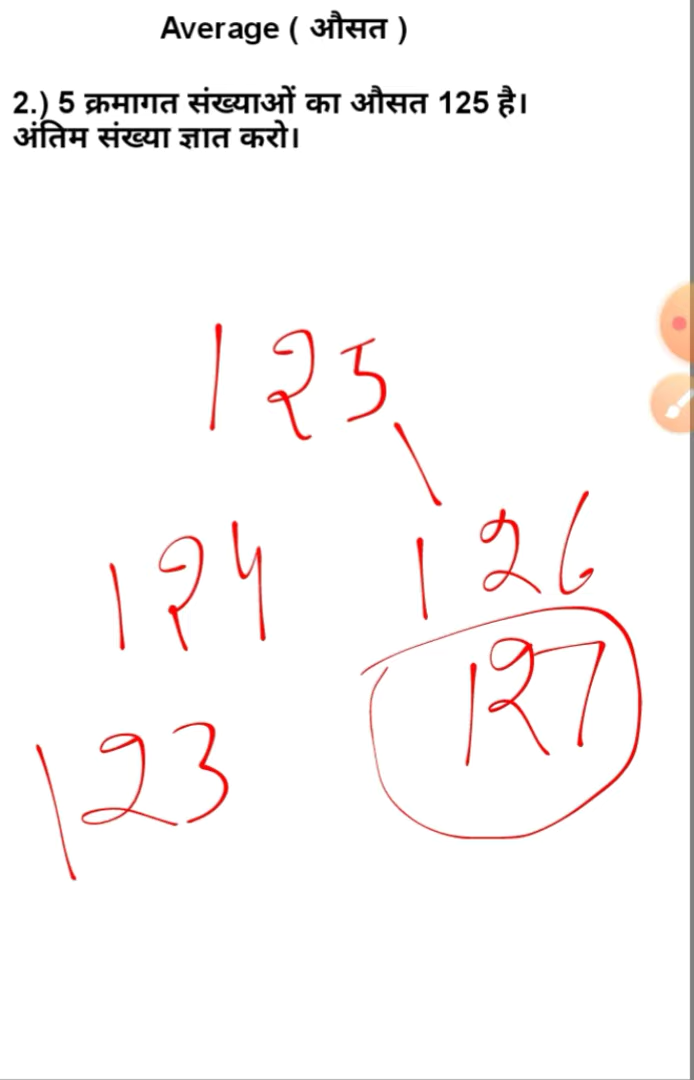 Average ( औसत )
2.) 5 क्रमागत संख्याओं का औसत 125 है।
अंतिम संख्या ज्ञात करो।
125
124 126
127
123